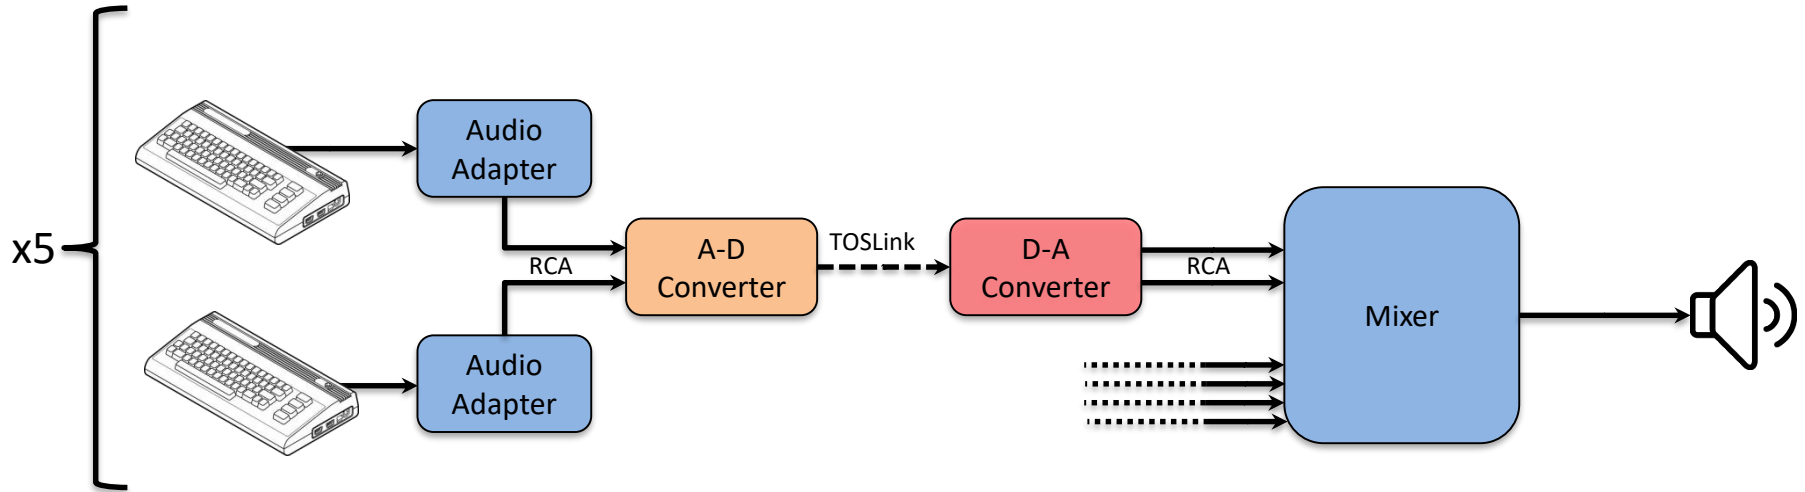 x5
Audio
Adapter
Audio
Adapter
RCA
A-D
Converter
TOSLink
D-A
Converter
RCA
Mixer